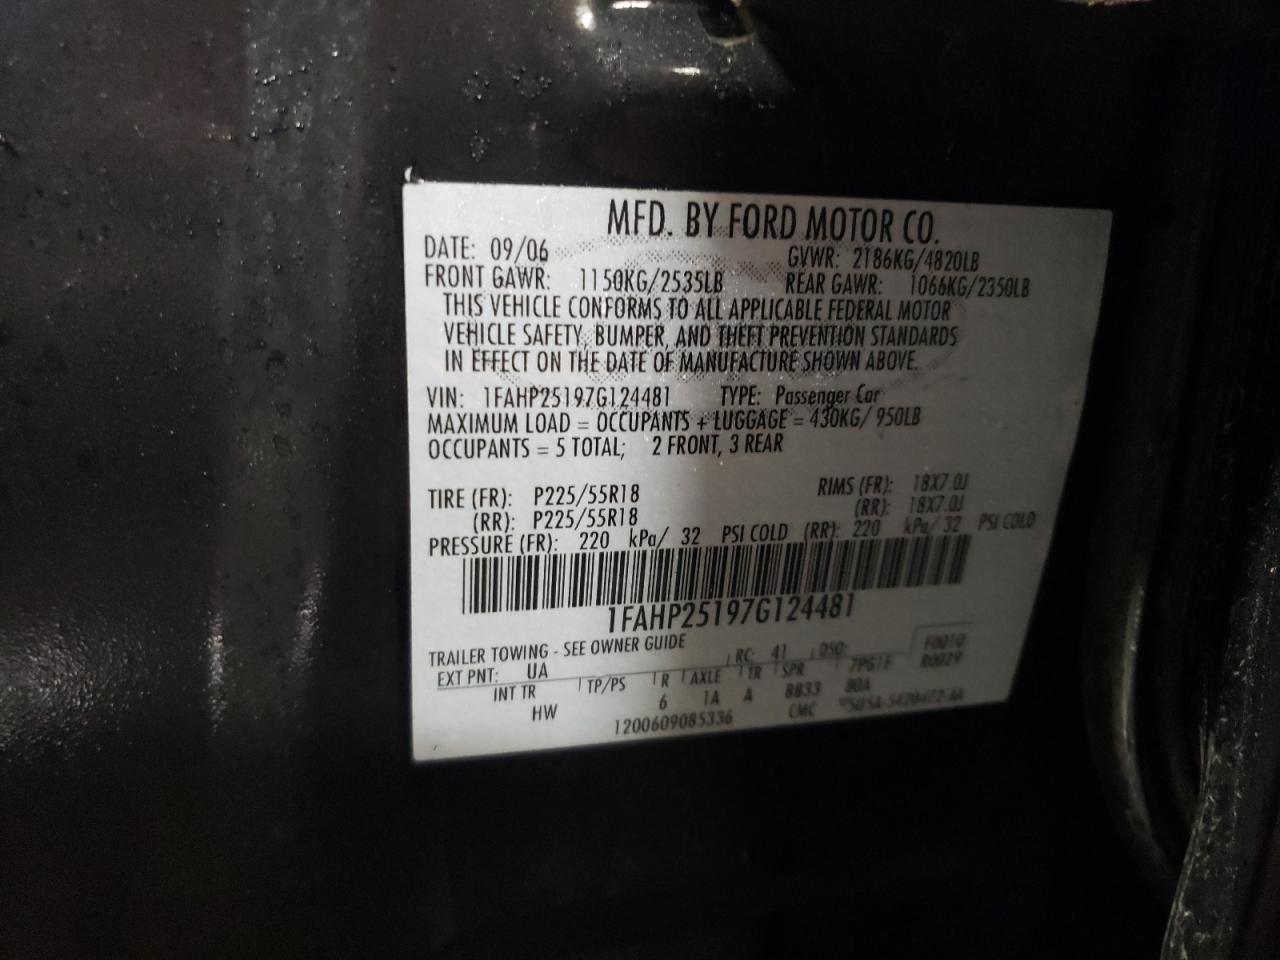 MFD. BY FORD MOTOR CO.
DATE: 09/06 GVWR: 2186KG/4820LB
FRONT GAWR: 1150KG/2535LB REAR GAWR: 1066KG/2350LB
THIS VEHICLE CONFORMS TO ALL APPLICABLE FEDERAL MOTOR
VEHICLE SAFETY, BUMPER, AND THEFT PREVENTION STANDARDS
IN EFFECT ON THE DATE OF MANUFACTURE SHOWN ABOVE.
VIN: 1FAHP25197G124481 TYPE: Passenger Car
MAXIMUM LOAD = OCCUPANTS + LUGGAGE = 430KG/ 950LB
OCCUPANTS = 5 TOTAL; 2 FRONT, 3 REAR
TIRE (FR): P225/55R18 RIMS (FR): 18X7.0J
(RR): P225/55R18 (RR): 18X7.0J
PRESSURE (FR): 220 kPa/ 32 PSI COLD (RR): 220 kPa/ 32 PSI COLD
1FAHP25197G124481
TRAILER TOWING - SEE OWNER GUIDE
EXT PNT: UA RC: 41 DSO: F0010
R0029
INT TR TP/PS R AXLE TR SPR
HW 6 1A A BB33
1200609085336 CMC